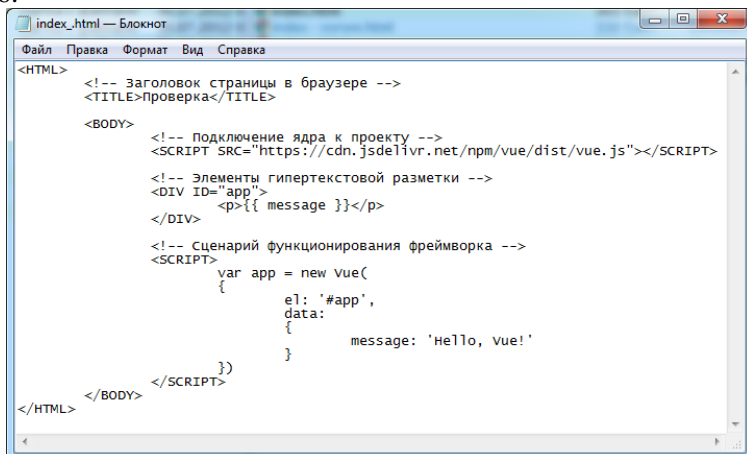 index_.html — Блокнот
Файл Правка Формат Вид Справка
<HTML>
<!-- Заголовок страницы в браузере -->
<TITLE>Проверка</TITLE>
<BODY>
<!-- Подключение ядра к проекту -->
<SCRIPT SRC="https://cdn.jsdelivr.net/npm/vue/dist/vue.js"></SCRIPT>
<!-- Элементы гипертекстовой разметки -->
<DIV ID="app">
<p>{{ message }}</p>
</DIV>
<!-- Сценарий функционирования фреймворка -->
<SCRIPT>
var app = new Vue(
{
el: '#app',
data:
{
message: 'Hello, Vue!'
}
})
</SCRIPT>
</BODY>
</HTML>